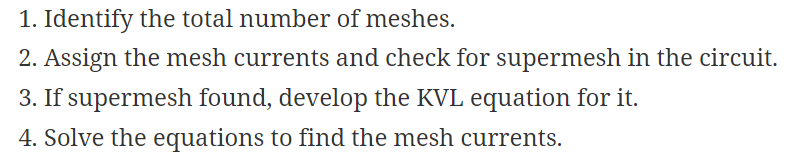 1. Identify the total number of meshes.
2. Assign the mesh currents and check for supermesh in the circuit.
3. If supermesh found, develop the KVL equation for it.
4. Solve the equations to find the mesh currents.